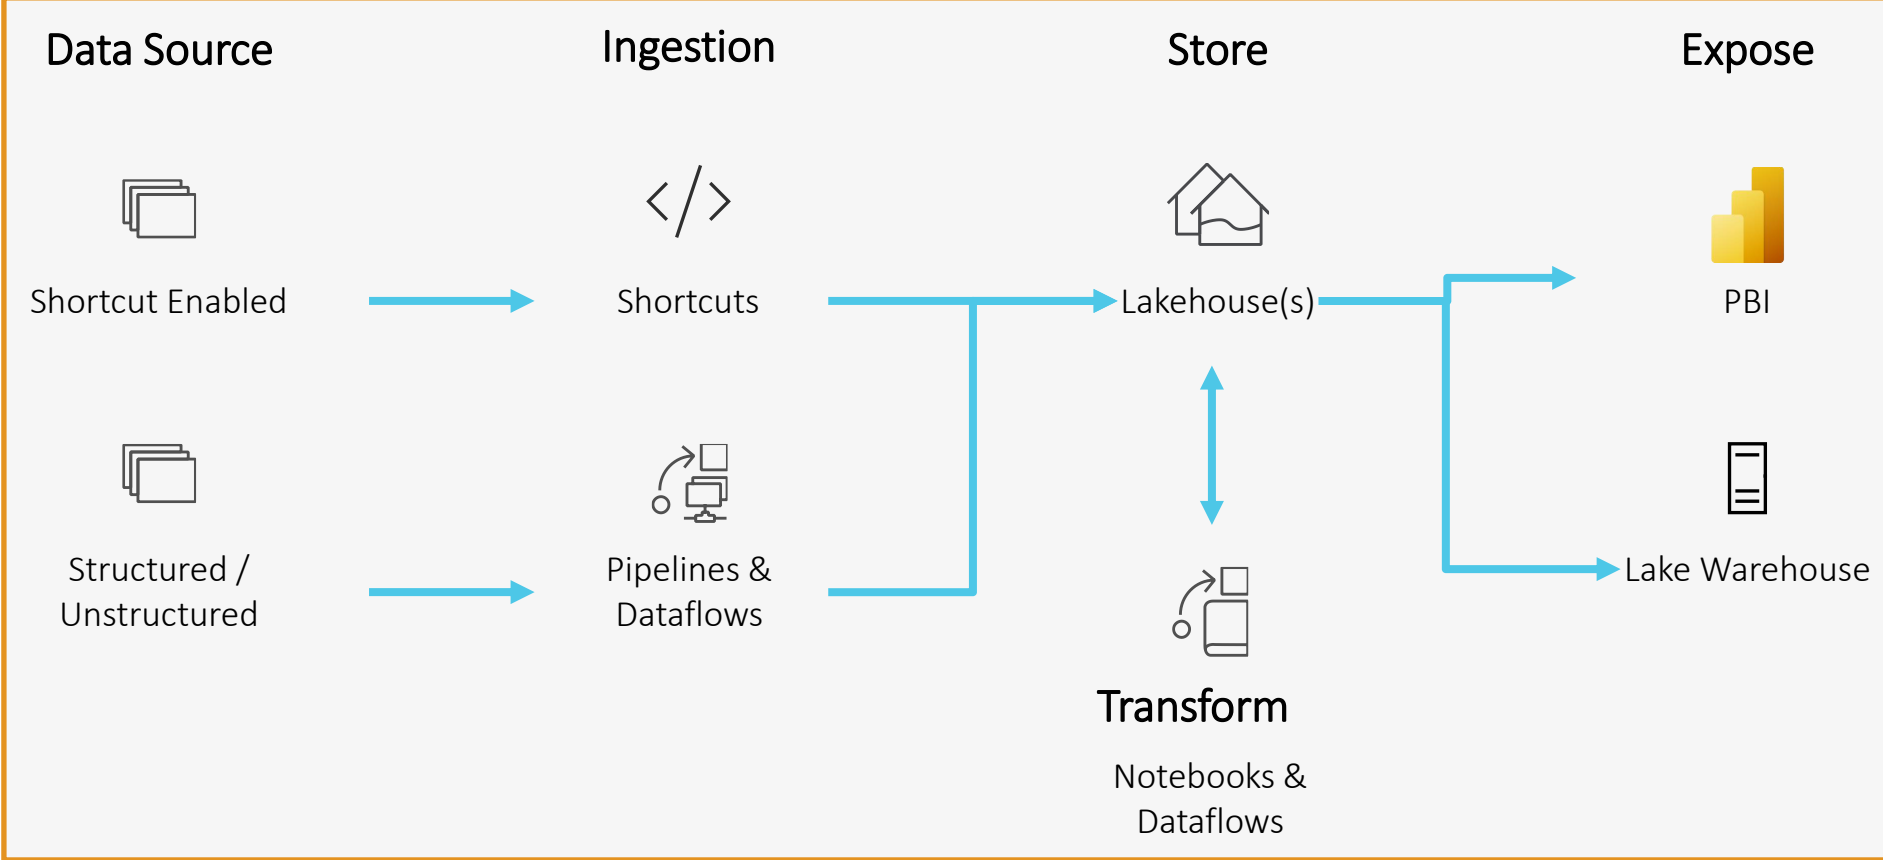 Data Source
Ingestion
Store
Expose
Shortcut Enabled
Shortcuts
Lakehouse(s)
PBI
Structured /
Unstructured
Pipelines &
Dataflows
Lake Warehouse
Transform
Notebooks &
Dataflows